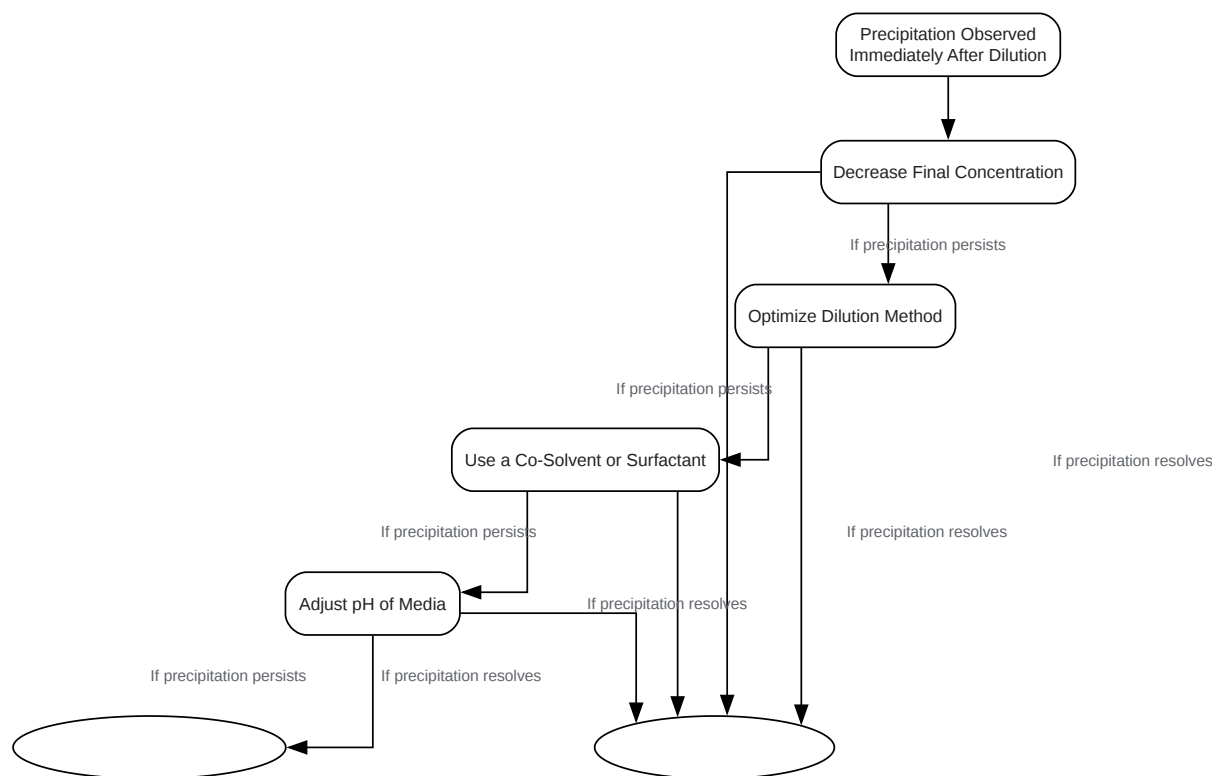 Precipitation Observed
Immediately After Dilution
Decrease Final Concentration
If precipitation persists
Optimize Dilution Method
If precipitation persists
Use a Co-Solvent or Surfactant
If precipitation resolves
If precipitation persists
If precipitation resolves
Adjust pH of Media
If precipitation resolves
If precipitation persists
If precipitation resolves